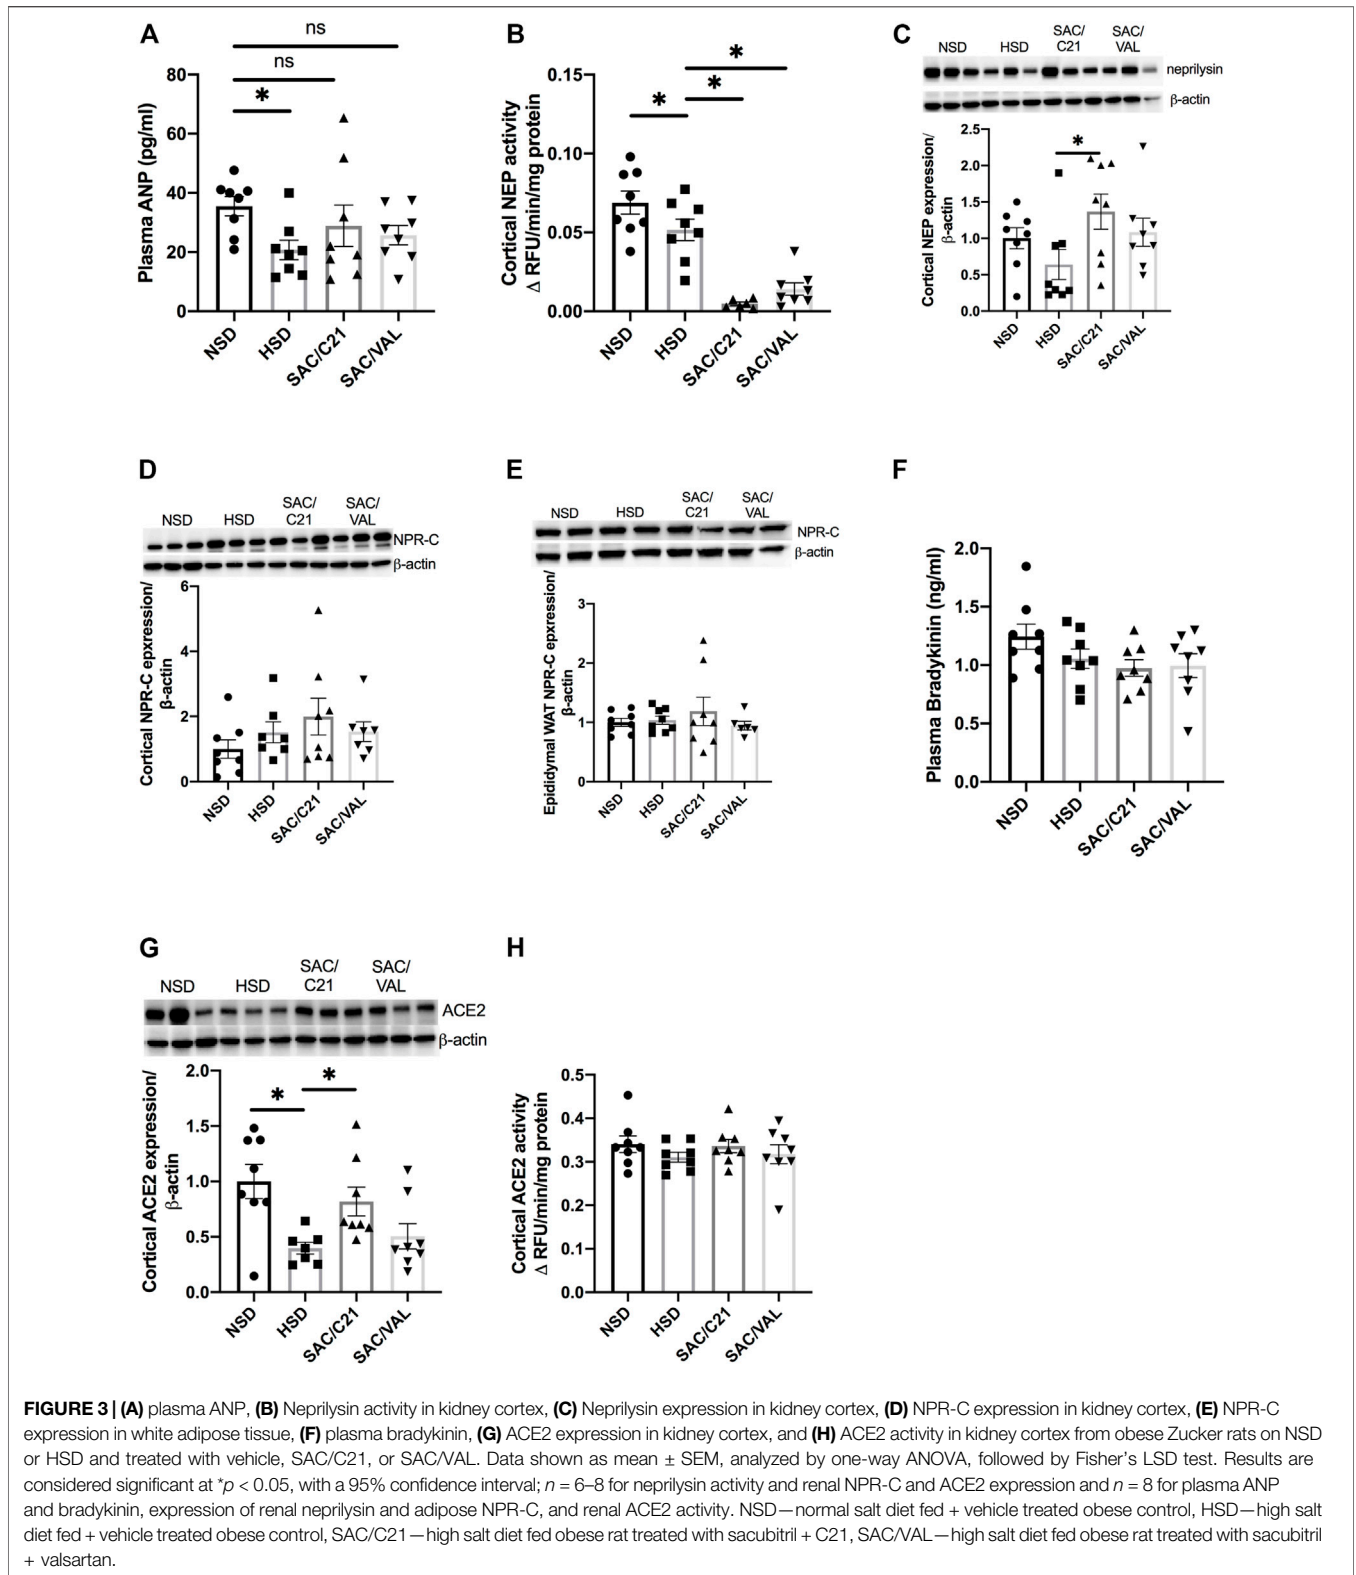 A
ns
ns
*
Plasma ANP (pg/ml)
80
60
40
20
0
NSD
HSD
SAC/C21
SAC/VAL
B
*
*
*
Cortical NEP activity
Δ RFU/min/mg protein
0.15
0.10
0.05
0.00
NSD
HSD
SAC/C21
SAC/VAL
C
NSD
HSD
SAC/
C21
SAC/
VAL
neprilysin
β-actin
Cortical NEP expression/
β-actin
2.5
2.0
1.5
1.0
0.5
0.0
*
NSD
HSD
SAC/C21
SAC/VAL
D
NSD
HSD
SAC/
C21
SAC/
VAL
NPR-C
β-actin
Cortical NPR-C epxression/
β-actin
6
4
2
0
NSD
HSD
SAC/C21
SAC/VAL
E
NSD
HSD
SAC/
C21
SAC/
VAL
NPR-C
β-actin
Epididymal WAT NPR-C epxression/
β-actin
3
2
1
0
NSD
HSD
SAC/C21
SAC/VAL
F
Plasma Bradykinin (ng/ml)
2.0
1.5
1.0
0.5
0.0
NSD
HSD
SAC/C21
SAC/VAL
G
NSD
HSD
SAC/
C21
SAC/
VAL
ACE2
β-actin
Cortical ACE2 expression/
β-actin
2.0
1.5
1.0
0.5
0.0
*
*
NSD
HSD
SAC/C21
SAC/VAL
H
Cortical ACE2 activity
Δ RFU/min/mg protein
0.5
0.4
0.3
0.2
0.1
0.0
NSD
HSD
SAC/C21
SAC/VAL
FIGURE 3 | (A) plasma ANP, (B) Neprilysin activity in kidney cortex, (C) Neprilysin expression in kidney cortex, (D) NPR-C expression in kidney cortex, (E) NPR-C
expression in white adipose tissue, (F) plasma bradykinin, (G) ACE2 expression in kidney cortex, and (H) ACE2 activity in kidney cortex from obese Zucker rats on NSD
or HSD and treated with vehicle, SAC/C21, or SAC/VAL. Data shown as mean ± SEM, analyzed by one-way ANOVA, followed by Fisher's LSD test. Results are
considered significant at *p < 0.05, with a 95% confidence interval; n = 6–8 for neprilysin activity and renal NPR-C and ACE2 expression and n = 8 for plasma ANP
and bradykinin, expression of renal neprilysin and adipose NPR-C, and renal ACE2 activity. NSD—normal salt diet fed + vehicle treated obese control, HSD—high salt
diet fed + vehicle treated obese control, SAC/C21—high salt diet fed obese rat treated with sacubitril + C21, SAC/VAL—high salt diet fed obese rat treated with sacubitril
+ valsartan.